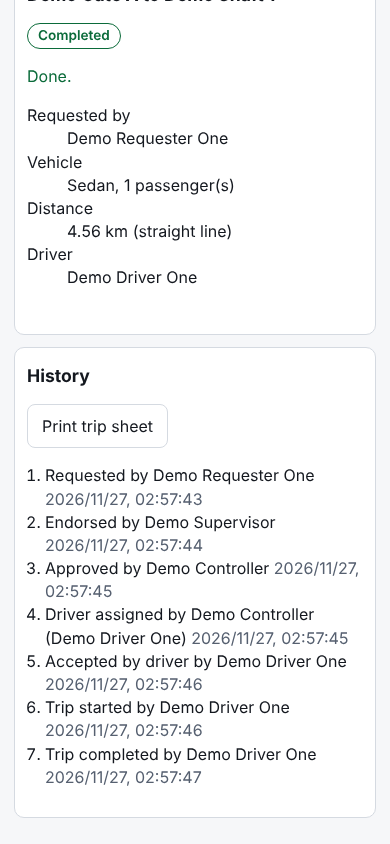 Completed
Done.
Requested by
Demo Requester One
Vehicle
Sedan, 1 passenger(s)
Distance
4.56 km (straight line)
Driver
Demo Driver One
History
Print trip sheet
1. Requested by Demo Requester One
2026/11/27, 02:57:43
2. Endorsed by Demo Supervisor
2026/11/27, 02:57:44
3. Approved by Demo Controller 2026/11/27,
02:57:45
4. Driver assigned by Demo Controller
(Demo Driver One) 2026/11/27, 02:57:45
5. Accepted by driver by Demo Driver One
2026/11/27, 02:57:46
6. Trip started by Demo Driver One
2026/11/27, 02:57:46
7. Trip completed by Demo Driver One
2026/11/27, 02:57:47